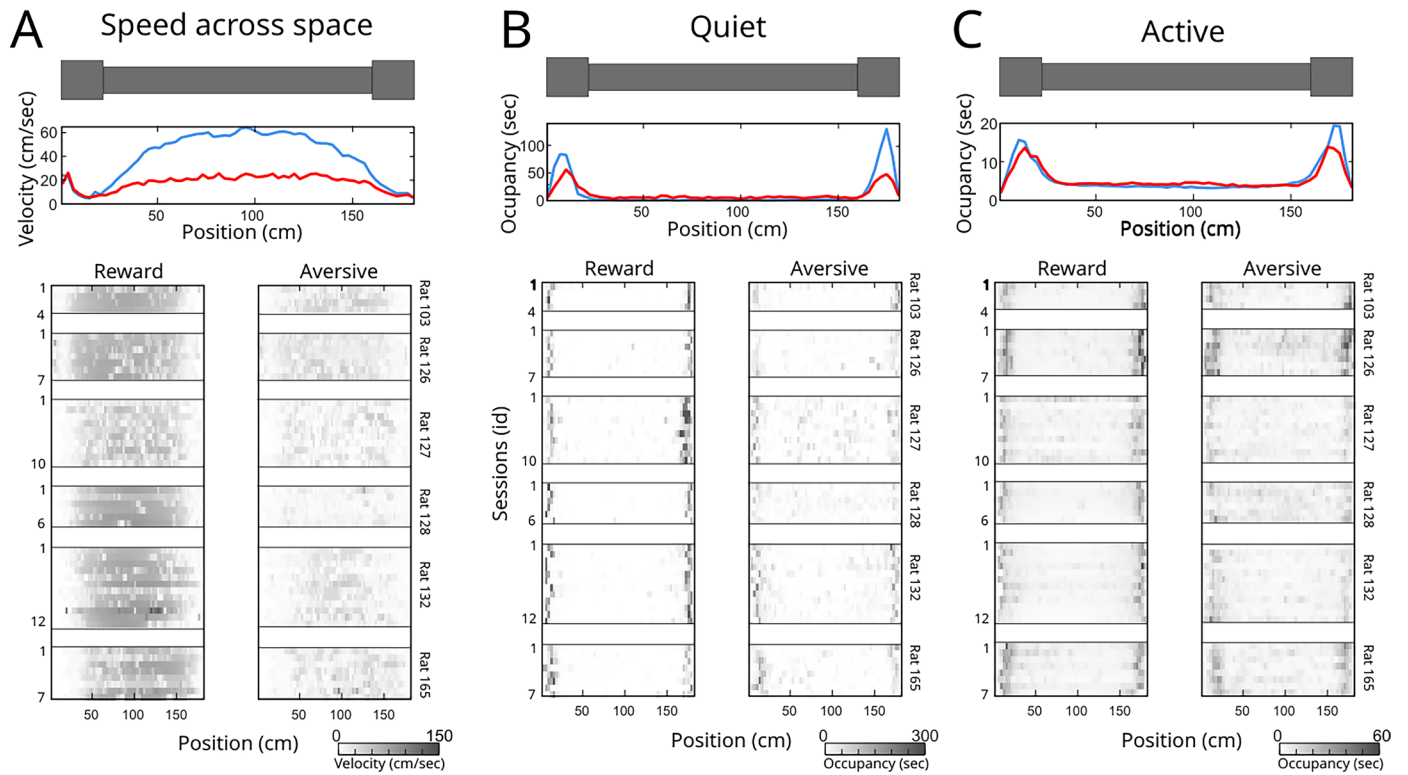 A
Speed across space
Velocity (cm/sec)
60
40
20
0
50
100
150
Position (cm)
Reward
Aversive
1
4
Rat 103
1
7
Rat 126
1
10
Rat 127
1
6
Rat 128
1
12
Rat 132
1
7
Rat 165
50
100
150
50
100
150
Position (cm)
0
150
Velocity (cm/sec)
B
Quiet
Ocupancy (sec)
100
50
0
50
100
150
Position (cm)
Reward
Aversive
Sessions (id)
1
4
Rat 103
1
7
Rat 126
1
10
Rat 127
1
6
Rat 128
1
12
Rat 132
1
7
Rat 165
50
100
150
50
100
150
Position (cm)
0
300
Occupancy (sec)
C
Active
Ocupancy (sec)
20
10
0
50
100
150
Position (cm)
Reward
Aversive
1
4
Rat 103
1
7
Rat 126
1
10
Rat 127
1
6
Rat 128
1
12
Rat 132
1
7
Rat 165
50
100
150
50
100
150
Position (cm)
0
60
Occupancy (sec)